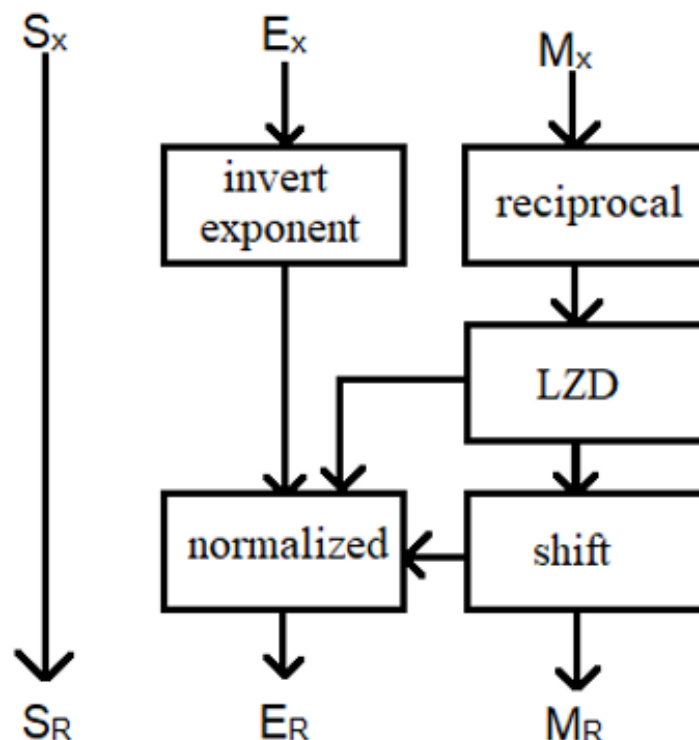 Sx Ex Mx
invert
exponent
reciprocal
LZD
normalized
shift
SR ER MR